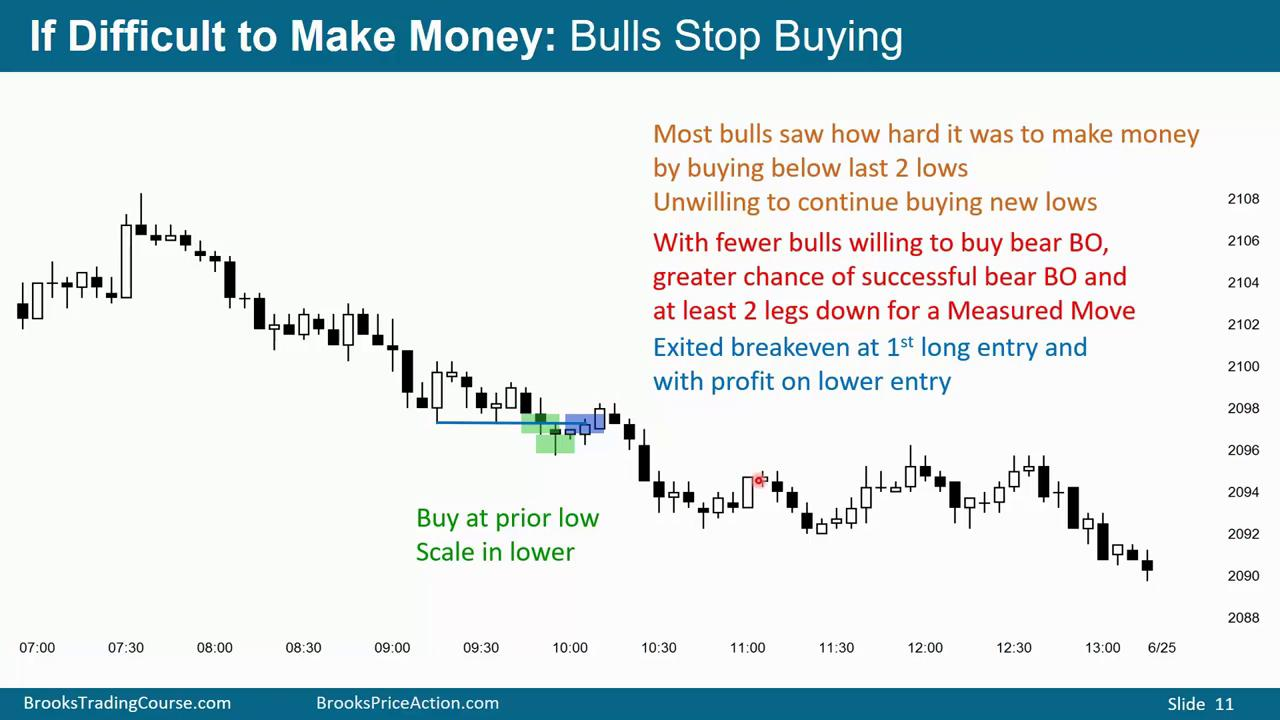 If Difficult to Make Money: Bulls Stop Buying
Most bulls saw how hard it was to make money
by buying below last 2 lows
Unwilling to continue buying new lows
With fewer bulls willing to buy bear BO,
greater chance of successful bear BO and
at least 2 legs down for a Measured Move
Exited breakeven at 1st long entry and
with profit on lower entry
Buy at prior low
Scale in lower
2108
2106
2104
2102
2100
2098
2096
2094
2092
2090
2088
07:00 07:30 08:00 08:30 09:00 09:30 10:00 10:30 11:00 11:30 12:00 12:30 13:00 6/25
BrooksTradingCourse.com BrooksPriceAction.com Slide 11